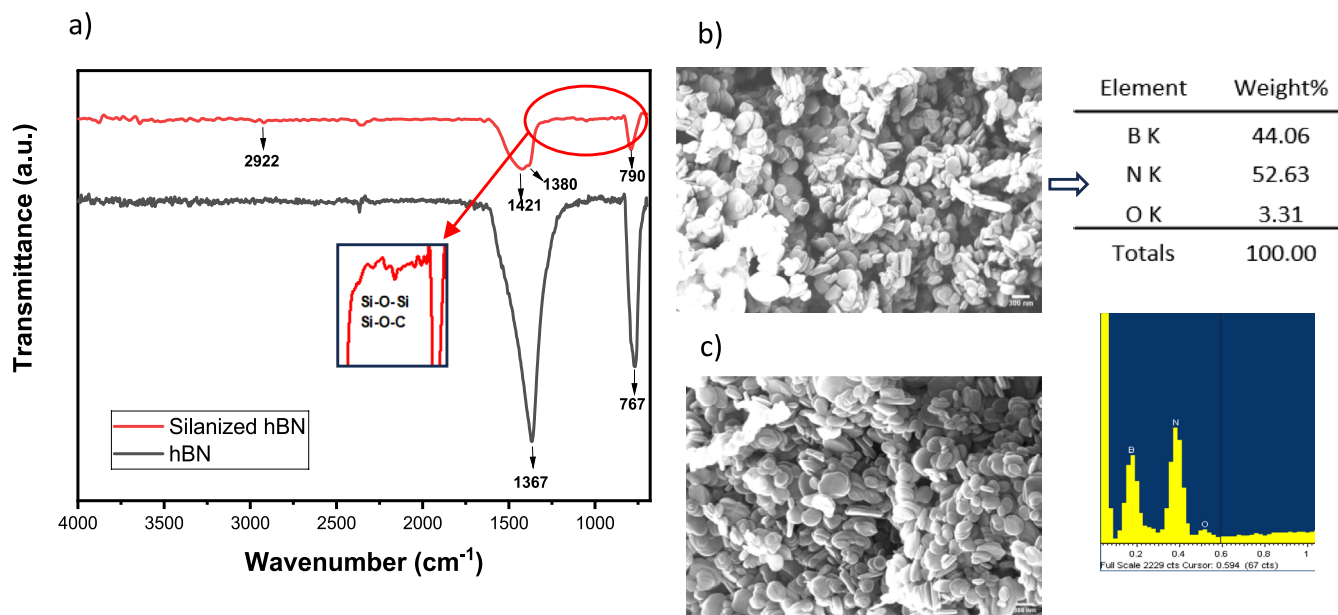 a)
Transmittance (a.u.)
2922
1421
1380
790
Si-O-Si
Si-O-C
767
1367
Silanized hBN
hBN
4000 3500 3000 2500 2000 1500 1000
Wavenumber (cm⁻¹)
b)
300 nm
Element Weight%
B K 44.06
N K 52.63
O K 3.31
Totals 100.00
c)
B
N
O
0.2 0.4 0.6 0.8 1
Full Scale 2229 cts Cursor: 0.594 (67 cts)